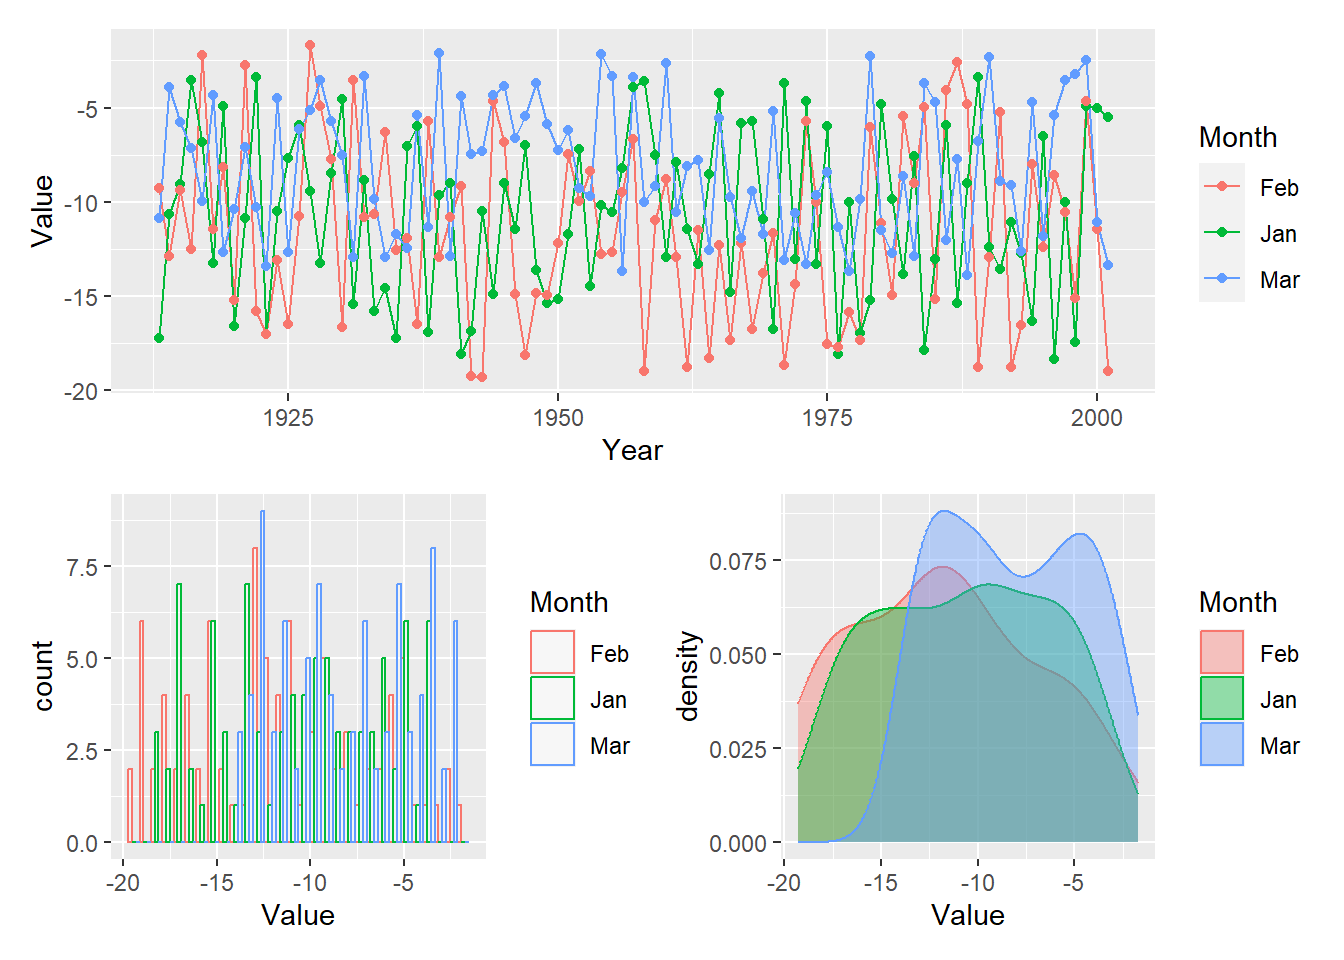 Value
-5
-10
-15
-20
1925 1950 1975 2000
Year
Month
Feb
Jan
Mar
count
7.5
5.0
2.5
0.0
-20 -15 -10 -5
Value
Month
Feb
Jan
Mar
density
0.075
0.050
0.025
0.000
-20 -15 -10 -5
Value
Month
Feb
Jan
Mar